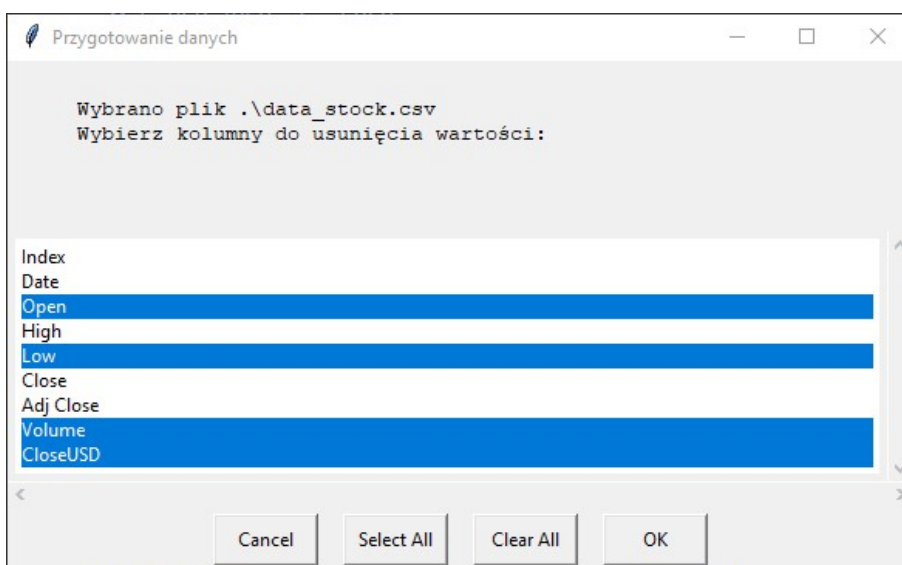 Przygotowanie danych
Wybrano plik .\data_stock.csv
Wybierz kolumny do usunięcia wartości:
Index
Date
Open
High
Low
Close
Adj Close
Volume
CloseUSD
Cancel Select All Clear All OK